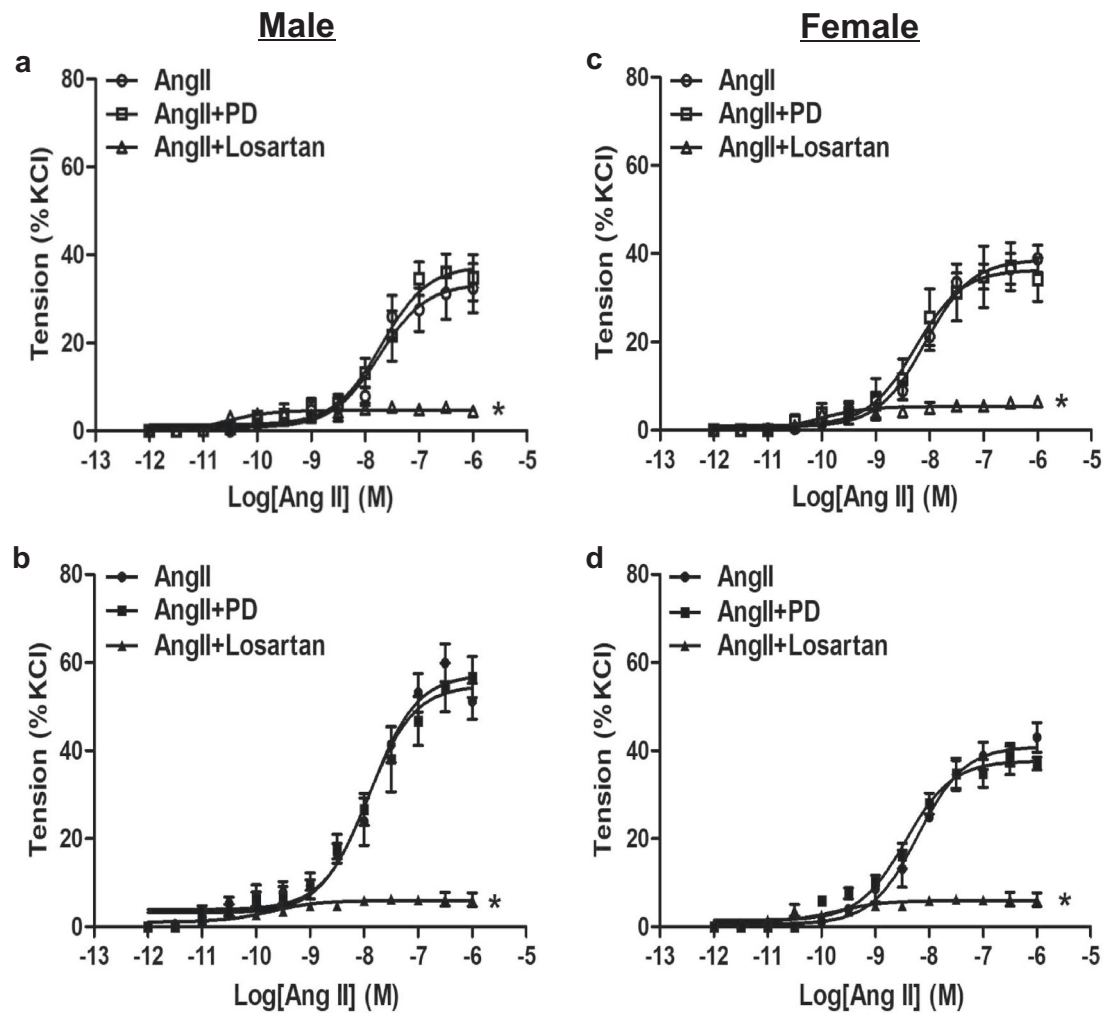 Male
Female
a
80
60
40
20
0
Tension (%KCl)
AngII
AngII+PD
AngII+Losartan
*
-13 -12 -11 -10 -9 -8 -7 -6 -5
Log[Ang II] (M)
c
80
60
40
20
0
Tension (%KCl)
AngII
AngII+PD
AngII+Losartan
*
-13 -12 -11 -10 -9 -8 -7 -6 -5
Log[Ang II] (M)
b
80
60
40
20
0
Tension (%KCl)
AngII
AngII+PD
AngII+Losartan
*
-13 -12 -11 -10 -9 -8 -7 -6 -5
Log[Ang II] (M)
d
80
60
40
20
0
Tension (%KCl)
AngII
AngII+PD
AngII+Losartan
*
-13 -12 -11 -10 -9 -8 -7 -6 -5
Log[Ang II] (M)